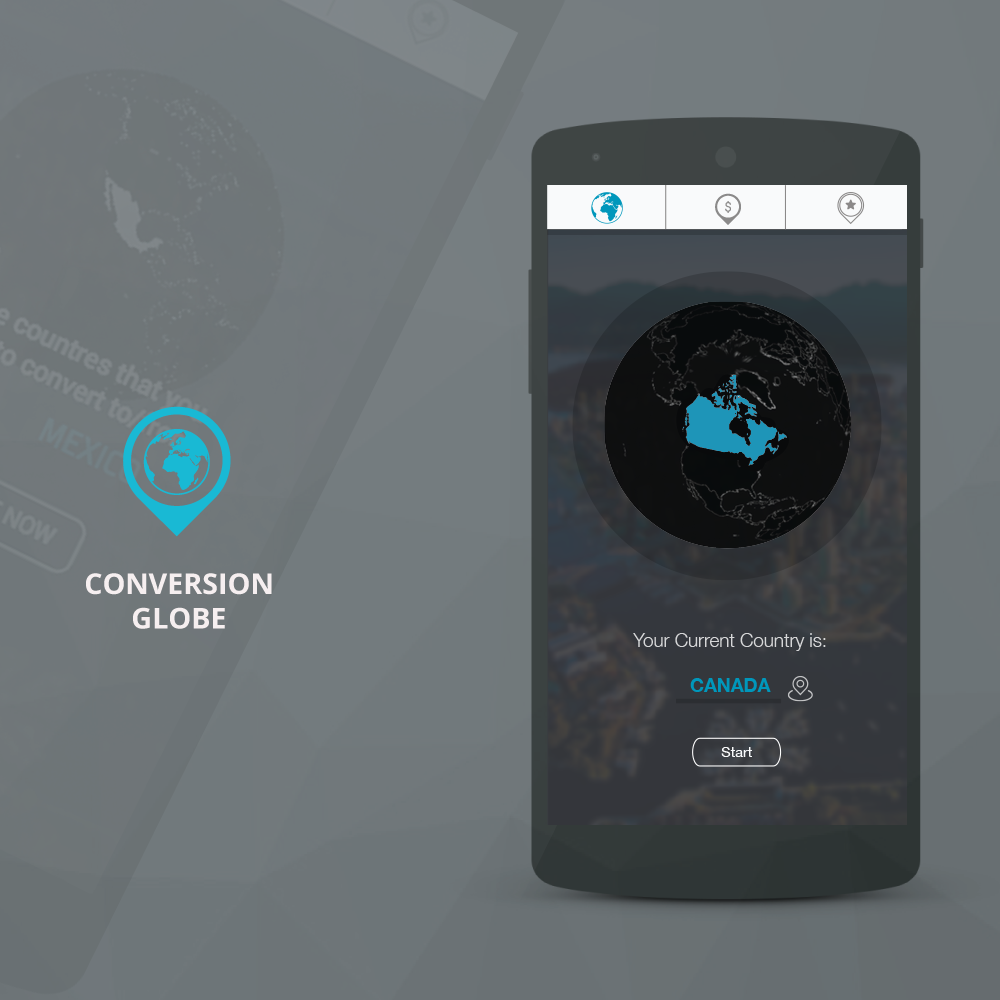 e countres that you
to convert to/
MEXIC
NOW
CONVERSION
GLOBE
$
Your Current Country is:
CANADA
Start